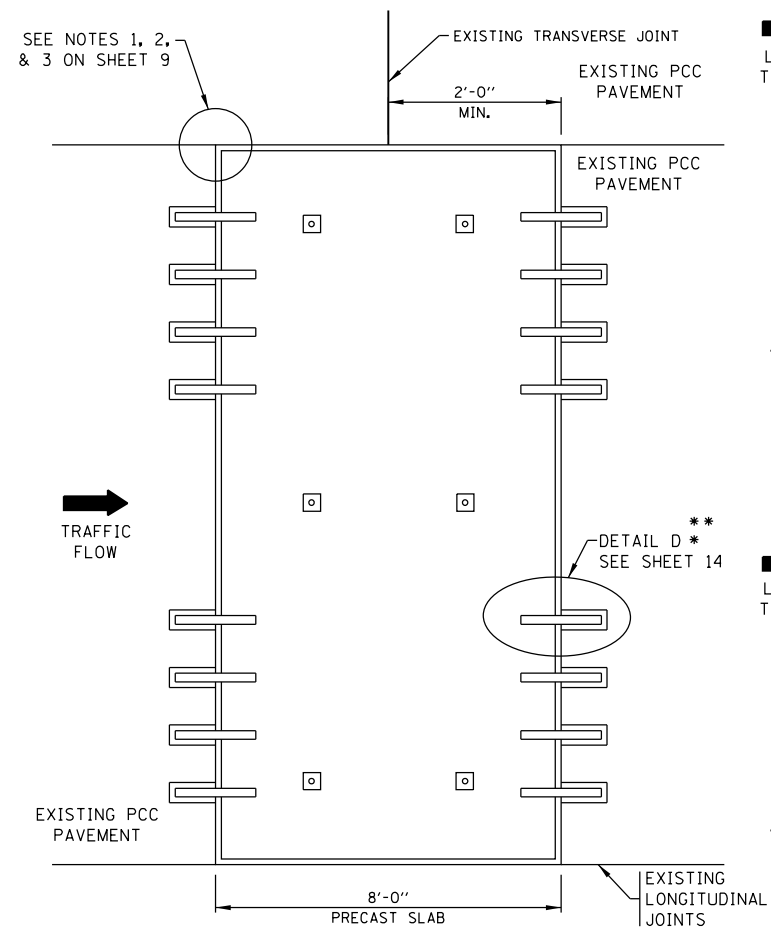 SEE NOTES 1, 2,
& 3 ON SHEET 9
EXISTING TRANSVERSE JOINT
EXISTING PCC
PAVEMENT
2'-0"
MIN.
EXISTING PCC
PAVEMENT
L
T
TRAFFIC
FLOW
**
DETAIL D *
SEE SHEET 14
L
T
EXISTING PCC
PAVEMENT
8'-0"
PRECAST SLAB
EXISTING
LONGITUDINAL
JOINTS